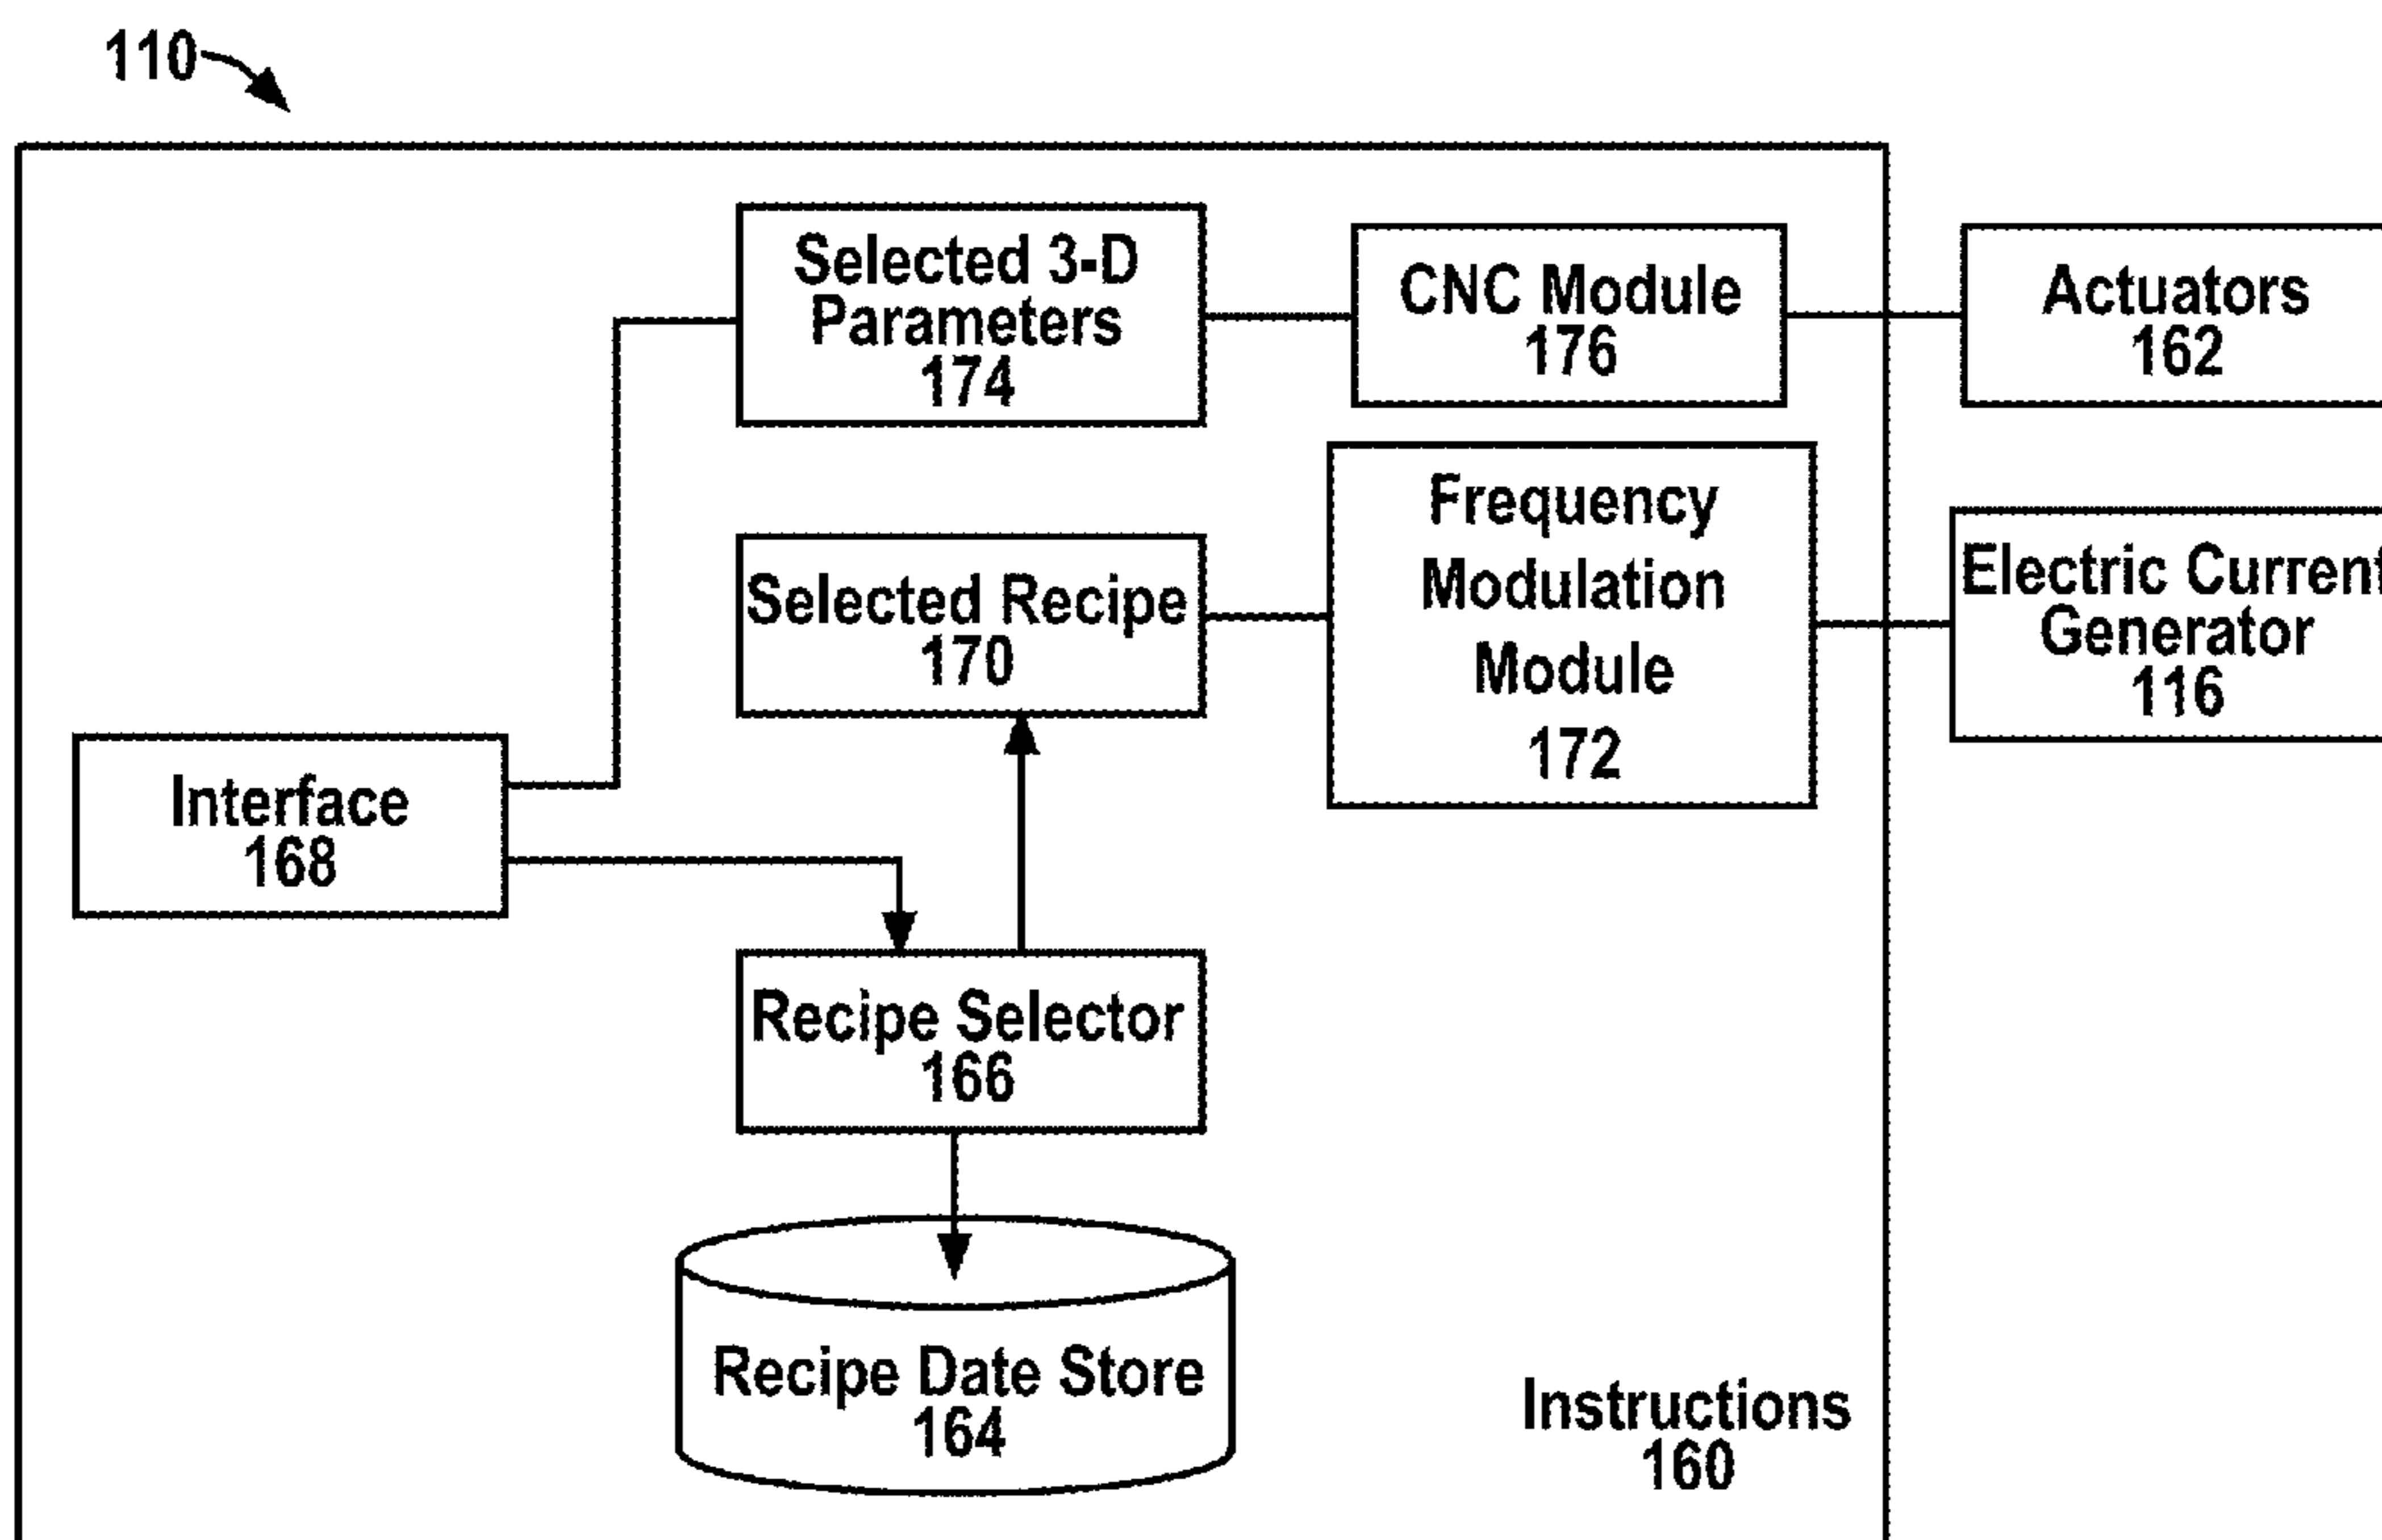 110
Selected 3-D
Parameters
174
CNC Module
176
Actuators
162
Frequency
Modulation
Module
172
Selected Recipe
170
Electric Current
Generator
116
Interface
168
Recipe Selector
166
Recipe Date Store
164
Instructions
160